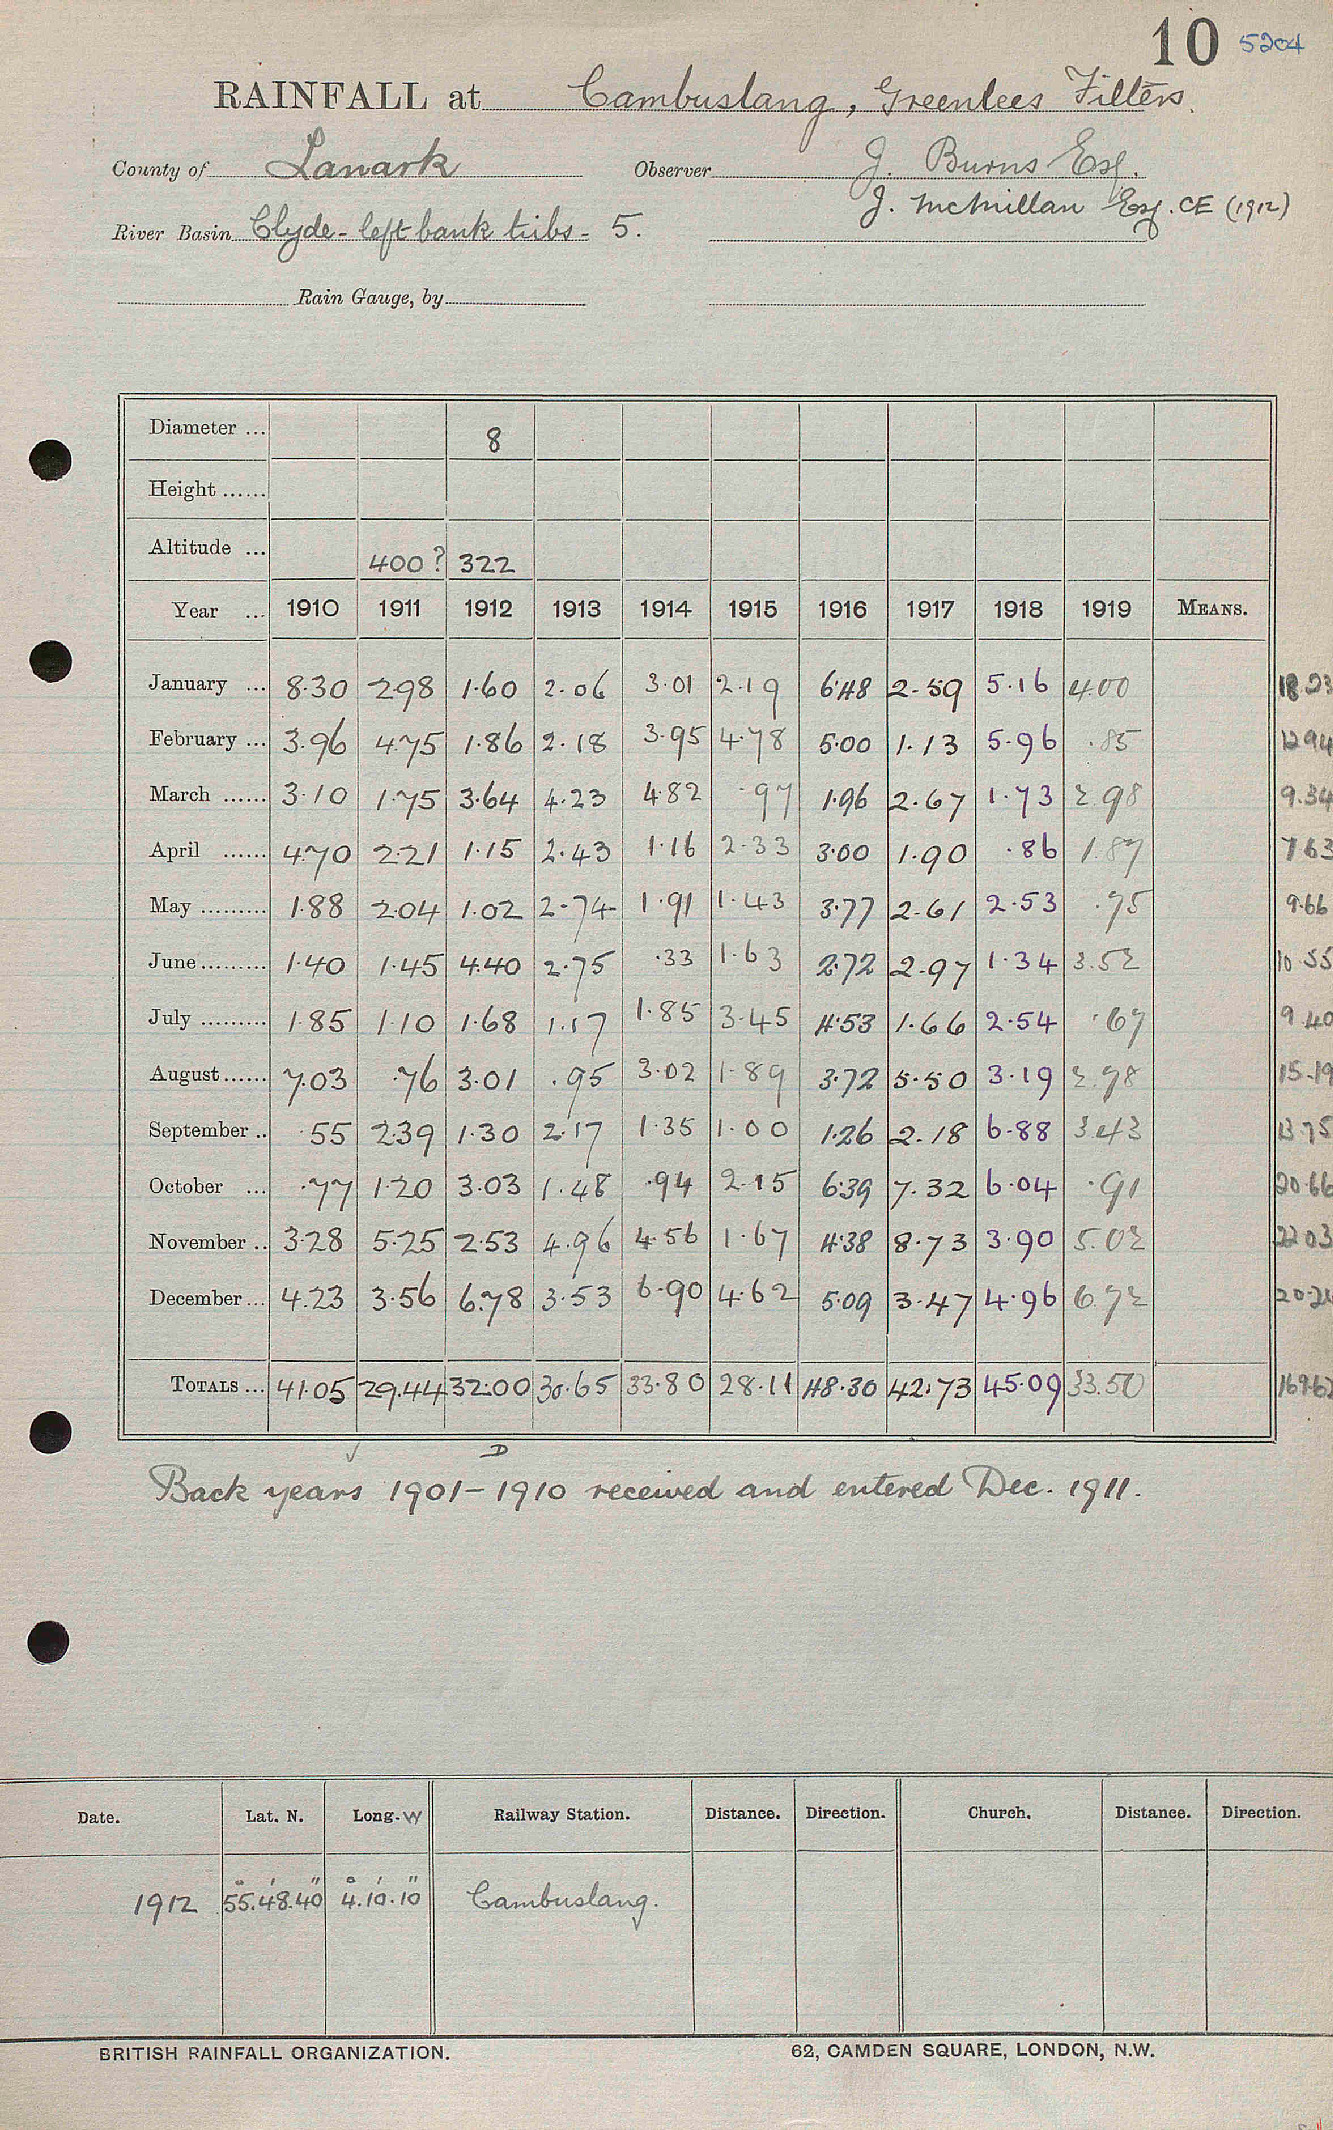 10 5204
RAINFALL at Cambuslang, Greenlees Filters.
County of Lanark Observer J. Burns Esq.
J. McMillan Esq. CE (1912)
River Basin Clyde - left bank tribs - 5.
Rain Gauge, by
Diameter ... 8
Height ......
Altitude ... 400? 322
Year ... 1910 1911 1912 1913 1914 1915 1916 1917 1918 1919 MEANS.
January ... 8.30 2.98 1.60 2.06 3.01 2.19 6.48 2.59 5.16 4.00 18.23
February ... 3.96 4.75 1.86 2.18 3.95 4.78 5.00 1.13 5.96 .85 12.94
March ...... 3.10 1.75 3.64 4.23 4.82 .97 1.96 2.67 1.73 2.98 9.34
April ...... 4.70 2.21 1.15 2.43 1.16 2.33 3.00 1.90 .86 1.87 7.63
May ......... 1.88 2.04 1.02 2.74 1.91 1.43 3.77 2.61 2.53 .75 9.66
June ......... 1.40 1.45 4.40 2.75 .33 1.63 2.72 2.97 1.34 3.52 10.55
July ......... 1.85 1.10 1.68 1.17 1.85 3.45 4.53 1.66 2.54 .67 9.40
August ...... 7.03 .76 3.01 .95 3.02 1.89 3.72 5.50 3.19 2.78 15.19
September .. .55 2.39 1.30 2.17 1.35 1.00 1.26 2.18 6.88 3.43 13.75
October ... .77 1.20 3.03 1.48 .94 2.15 6.39 7.32 6.04 .91 20.66
November .. 3.28 5.25 2.53 4.96 4.56 1.67 4.38 8.73 3.90 5.02 22.03
December ... 4.23 3.56 6.78 3.53 6.90 4.62 5.09 3.47 4.96 6.72
TOTALS ... 41.05 29.44 32.00 30.65 33.80 28.11 48.30 42.73 45.09 33.50 169.62
D
Back years 1901 - 1910 received and entered Dec. 1911.
Date. Lat. N. Long. W Railway Station. Distance. Direction. Church. Distance. Direction.
1912 55°.48'.40" 4°.10'.10" Cambuslang.
BRITISH RAINFALL ORGANIZATION. 62, CAMDEN SQUARE, LONDON, N.W.